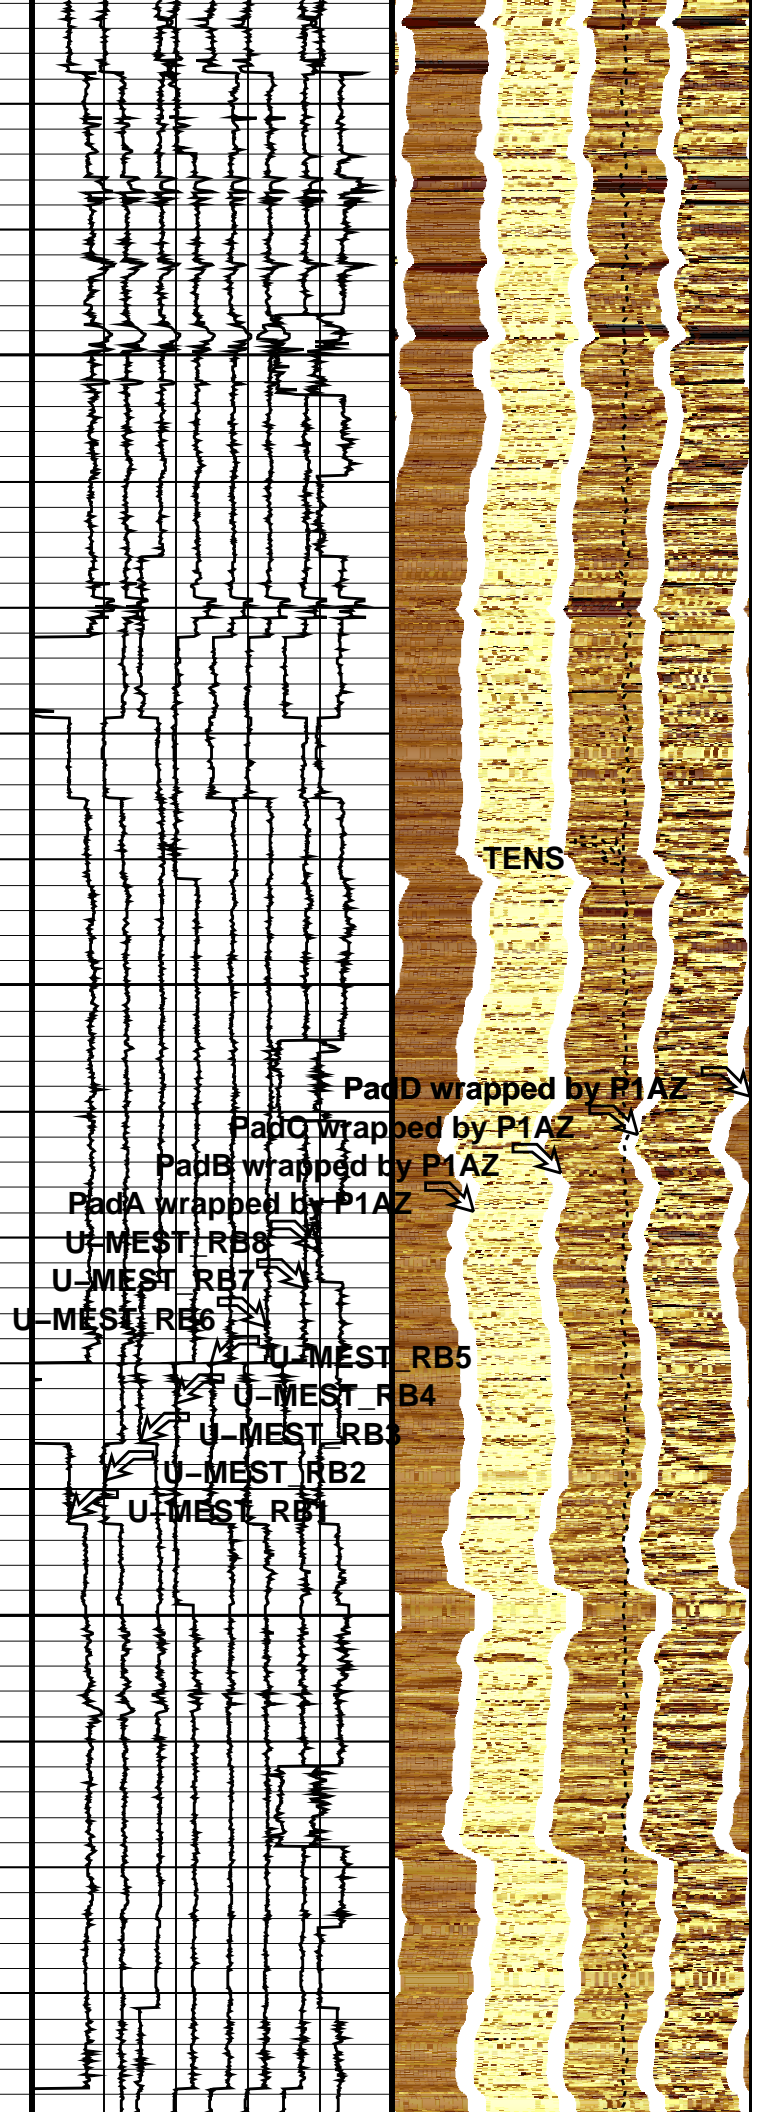 TENS
PadD wrapped by P1AZ
PadC wrapped by P1AZ
PadB wrapped by P1AZ
PadA wrapped by P1AZ
U–MEST_RB8
U–MEST_RB7
U–MEST_RB6
U–MEST_RB5
U–MEST_RB4
U–MEST_RB3
U–MEST_RB2
U–MEST_RB1